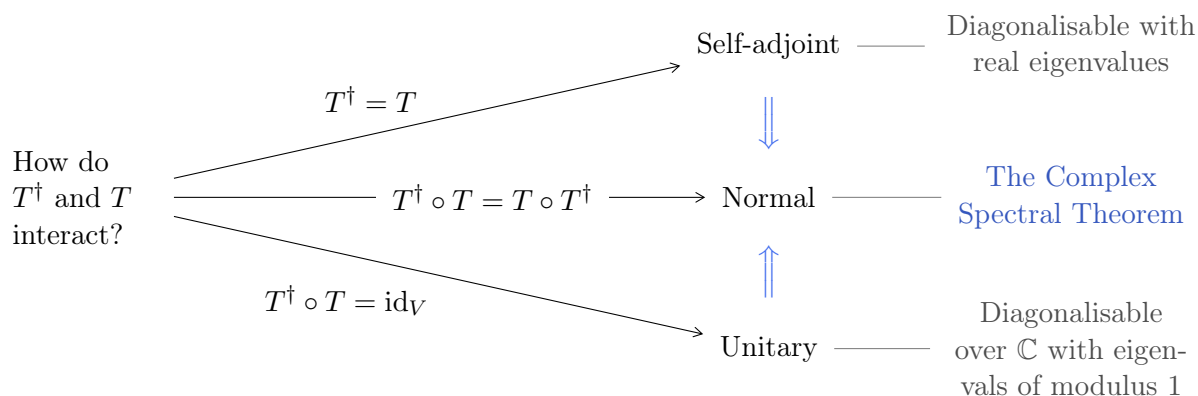 Self-adjoint
Diagonalisable with
real eigenvalues
T† = T
How do
T† and T
interact?
T† ∘ T = T ∘ T†
Normal
The Complex
Spectral Theorem
T† ∘ T = id_V
Unitary
Diagonalisable
over ℂ with eigen-
vals of modulus 1